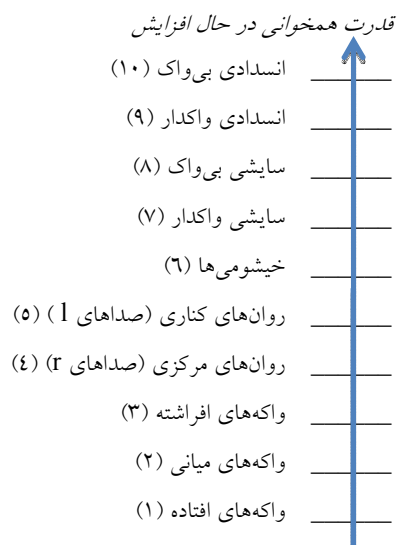 قدرت همخوانی در حال افزایش
انسدادی بی‌واک (۱۰)
انسدادی واکدار (۹)
سایشی بی‌واک (۸)
سایشی واکدار (۷)
خیشومی‌ها (٦)
روان‌های کناری (صداهای l ) (٥)
روان‌های مرکزی (صداهای r) (٤)
واکه‌های افراشته (۳)
واکه‌های میانی (۲)
واکه‌های افتاده (۱)